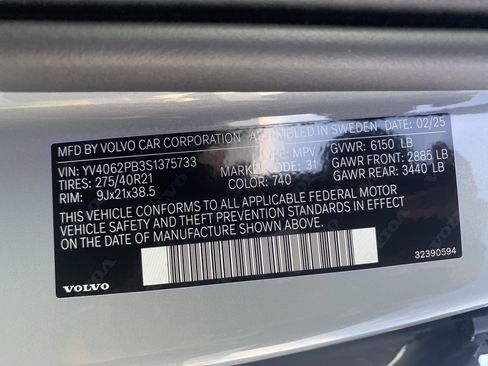 MFD BY VOLVO CAR CORPORATION ASSEMBLED IN SWEDEN 02/25
VIN: YV4062PB3S1375733 TYPE: MPV GVWR: 6150 LB
TIRES: 275/40R21 MARKET CODE: 31 GAWR FRONT: 2885 LB
RIM: 9Jx21x38.5 COLOR: 740 GAWR REAR: 3440 LB
THIS VEHICLE CONFORMS TO ALL APPLICABLE FEDERAL MOTOR
VEHICLE SAFETY AND THEFT PREVENTION STANDARDS IN EFFECT
ON THE DATE OF MANUFACTURE SHOWN ABOVE.
32390594
VOLVO